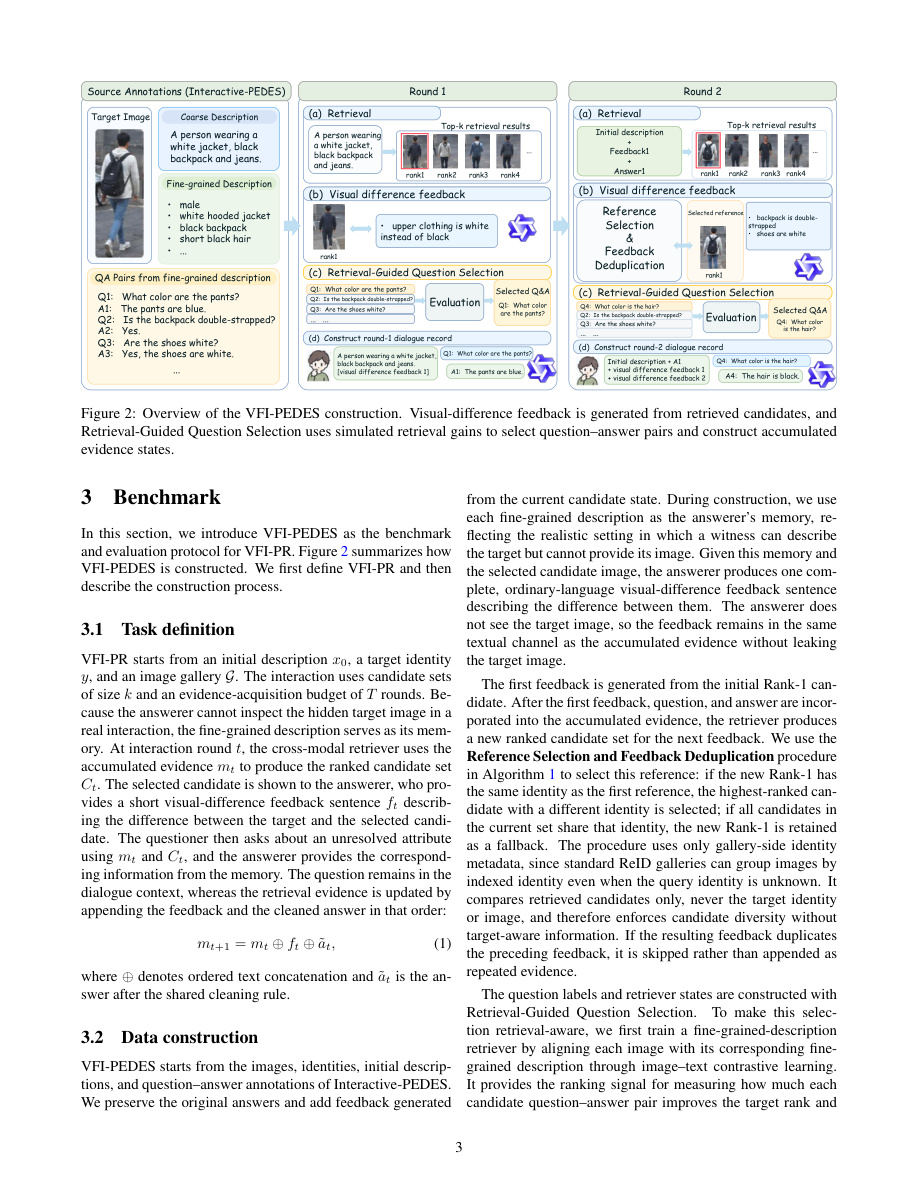 Source Annotations (Interactive-PEDES)
Target Image
Coarse Description
A person wearing a
white jacket, black
backpack and jeans.
Fine-grained Description
• male
• white hooded jacket
• black backpack
• short black hair
• ...
QA Pairs from fine-grained description
Q1: What color are the pants?
A1: The pants are blue.
Q2: Is the backpack double-strapped?
A2: Yes.
Q3: Are the shoes white?
A3: Yes, the shoes are white.
...
Round 1
(a) Retrieval
A person wearing
a white jacket,
black backpack
and jeans.
Top-k retrieval results
rank1 rank2 rank3 rank4
...
(b) Visual difference feedback
rank1
• upper clothing is white
instead of black
(c) Retrieval-Guided Question Selection
Q1: What color are the pants?
Q2: Is the backpack double-strapped?
Q3: Are the shoes white?
... ...
Evaluation
Selected Q&A
Q1: What color
are the pants?
(d) Construct round-1 dialogue record
A person wearing a white jacket,
black backpack and jeans.
[visual difference feedback 1]
Q1: What color are the pants?
A1: The pants are blue.
Round 2
(a) Retrieval
Initial description
+
Feedback1
+
Answer1
Top-k retrieval results
rank1 rank2 rank3 rank4
...
(b) Visual difference feedback
Reference
Selection
&
Feedback
Deduplication
Selected reference
rank1
• backpack is double-
strapped
• shoes are white
(c) Retrieval-Guided Question Selection
Q4: What color is the hair?
Q2: Is the backpack double-strapped?
Q3: Are the shoes white?
... ...
Evaluation
Selected Q&A
Q4: What color
is the hair?
(d) Construct round-2 dialogue record
Initial description + A1
+ visual difference feedback 1
+ visual difference feedback 2
Q4: What color is the hair?
A4: The hair is black.
Figure 2: Overview of the VFI-PEDES construction. Visual-difference feedback is generated from retrieved candidates, and
Retrieval-Guided Question Selection uses simulated retrieval gains to select question–answer pairs and construct accumulated
evidence states.
3 Benchmark
In this section, we introduce VFI-PEDES as the benchmark
and evaluation protocol for VFI-PR. Figure 2 summarizes how
VFI-PEDES is constructed. We first define VFI-PR and then
describe the construction process.
3.1 Task definition
VFI-PR starts from an initial description x₀, a target identity
y, and an image gallery 𝒢. The interaction uses candidate sets
of size k and an evidence-acquisition budget of T rounds. Be-
cause the answerer cannot inspect the hidden target image in a
real interaction, the fine-grained description serves as its mem-
ory. At interaction round t, the cross-modal retriever uses the
accumulated evidence mₜ to produce the ranked candidate set
Cₜ. The selected candidate is shown to the answerer, who pro-
vides a short visual-difference feedback sentence fₜ describ-
ing the difference between the target and the selected candi-
date. The questioner then asks about an unresolved attribute
using mₜ and Cₜ, and the answerer provides the correspond-
ing information from the memory. The question remains in the
dialogue context, whereas the retrieval evidence is updated by
appending the feedback and the cleaned answer in that order:
mₜ₊₁ = mₜ ⊕ fₜ ⊕ ãₜ, (1)
where ⊕ denotes ordered text concatenation and ãₜ is the an-
swer after the shared cleaning rule.
3.2 Data construction
VFI-PEDES starts from the images, identities, initial descrip-
tions, and question–answer annotations of Interactive-PEDES.
We preserve the original answers and add feedback generated
from the current candidate state. During construction, we use
each fine-grained description as the answerer's memory, re-
flecting the realistic setting in which a witness can describe
the target but cannot provide its image. Given this memory and
the selected candidate image, the answerer produces one com-
plete, ordinary-language visual-difference feedback sentence
describing the difference between them. The answerer does
not see the target image, so the feedback remains in the same
textual channel as the accumulated evidence without leaking
the target image.
The first feedback is generated from the initial Rank-1 can-
didate. After the first feedback, question, and answer are incor-
porated into the accumulated evidence, the retriever produces
a new ranked candidate set for the next feedback. We use the
Reference Selection and Feedback Deduplication procedure
in Algorithm 1 to select this reference: if the new Rank-1 has
the same identity as the first reference, the highest-ranked can-
didate with a different identity is selected; if all candidates in
the current set share that identity, the new Rank-1 is retained
as a fallback. The procedure uses only gallery-side identity
metadata, since standard ReID galleries can group images by
indexed identity even when the query identity is unknown. It
compares retrieved candidates only, never the target identity
or image, and therefore enforces candidate diversity without
target-aware information. If the resulting feedback duplicates
the preceding feedback, it is skipped rather than appended as
repeated evidence.
The question labels and retriever states are constructed with
Retrieval-Guided Question Selection. To make this selec-
tion retrieval-aware, we first train a fine-grained-description
retriever by aligning each image with its corresponding fine-
grained description through image–text contrastive learning.
It provides the ranking signal for measuring how much each
candidate question–answer pair improves the target rank and
3